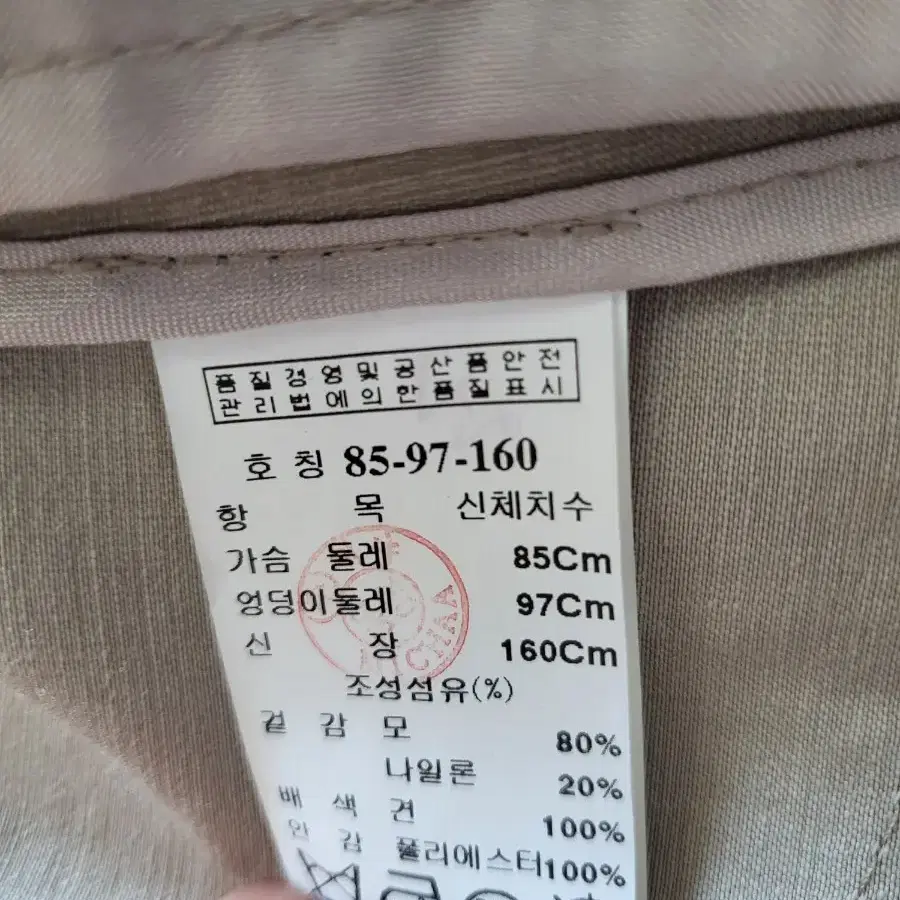 품질경영및공산품안전
관리법에의한품질표시
호 칭 85-97-160
항 목 신체치수
가슴 둘레 85Cm
엉덩이둘레 97Cm
신 장 160Cm
조성섬유(%)
겉 감 모 80%
나일론 20%
배 색 견 100%
안 감 폴리에스터100%